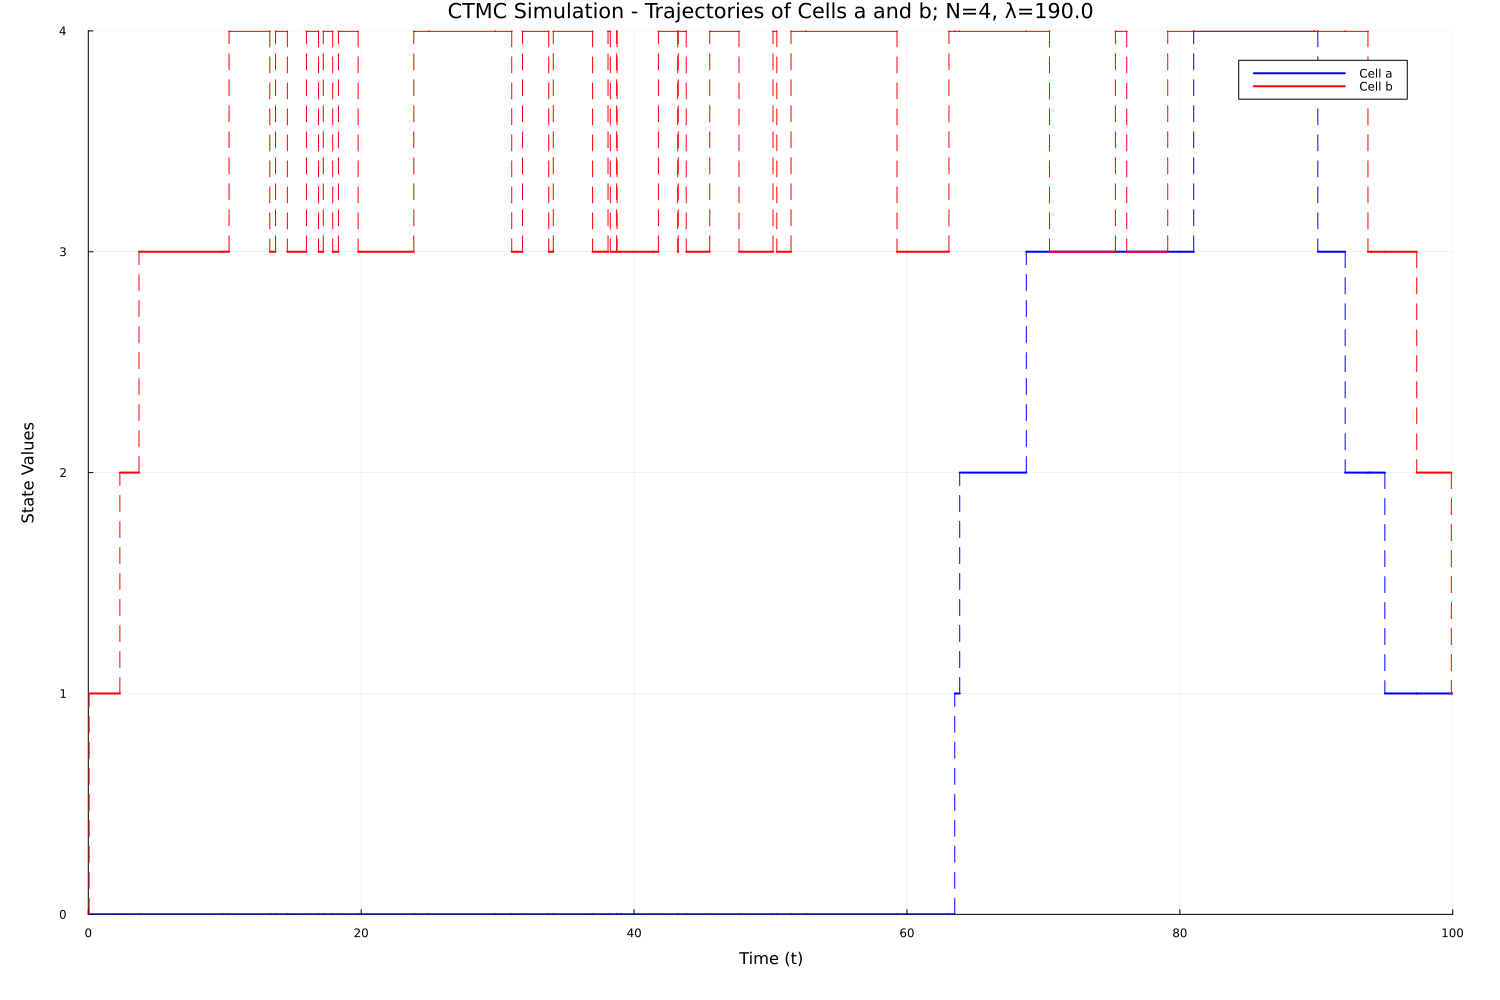 CTMC Simulation - Trajectories of Cells a and b; N=4, λ=190.0
4
Cell a
Cell b
3
State Values
2
1
0
0 20 40 60 80 100
Time (t)